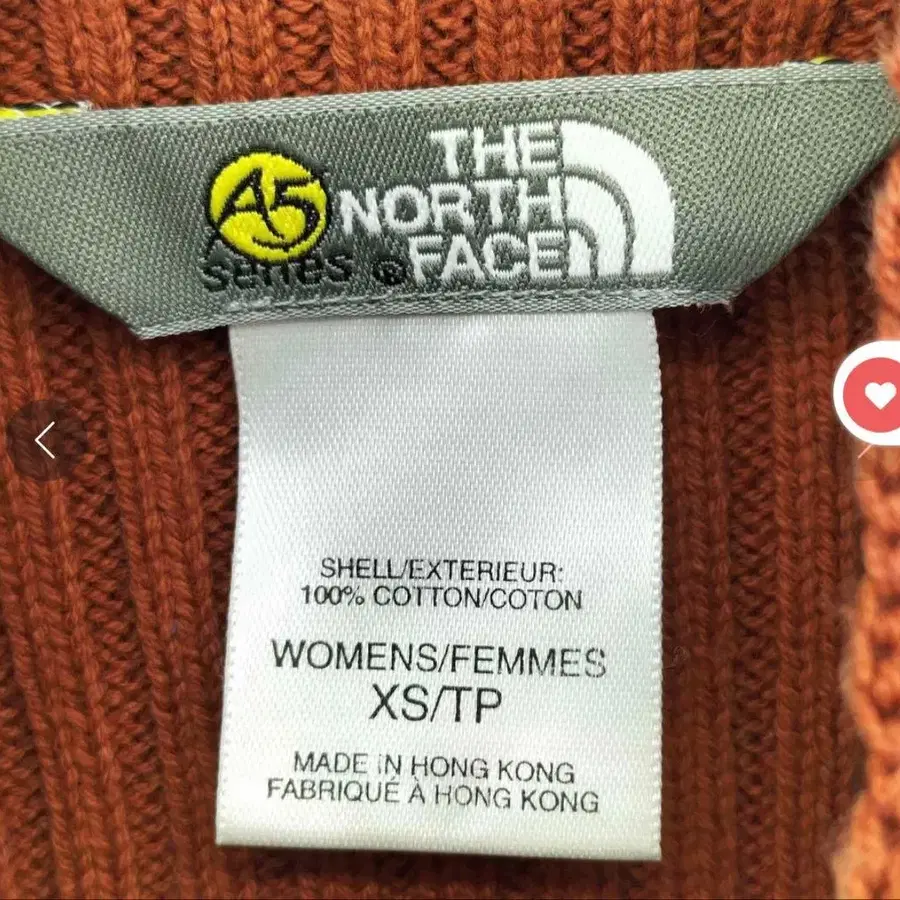 A5
series
THE
NORTH
FACE
®
SHELL/EXTERIEUR:
100% COTTON/COTON
WOMENS/FEMMES
XS/TP
MADE IN HONG KONG
FABRIQUÉ À HONG KONG